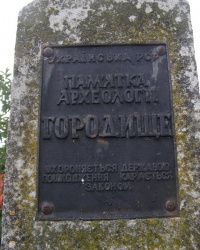 УКРАЇНСЬКА РСР
ПАМ'ЯТКА
АРХЕОЛОГІЇ
ГОРОДИЩЕ
ОХОРОНЯЄТЬСЯ ДЕРЖАВОЮ
ПОШКОДЖЕННЯ КАРАЄТЬСЯ
ЗАКОНОМ